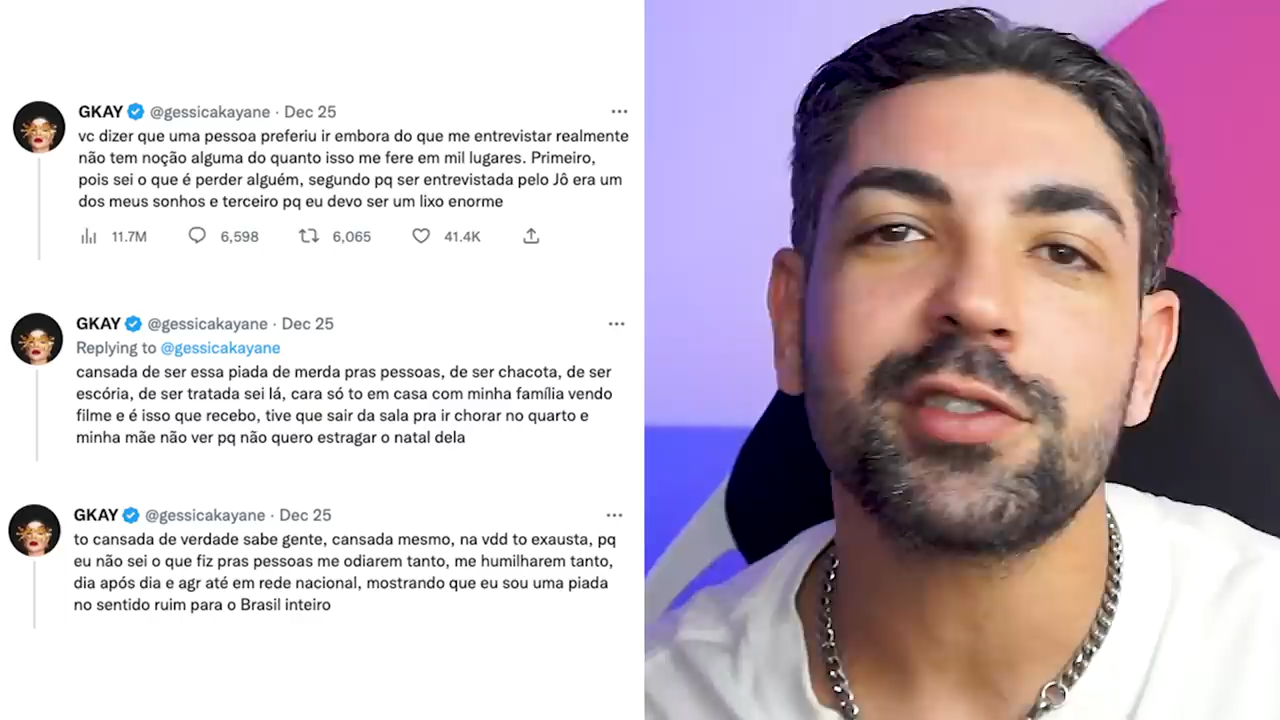 GKAY @gessicakayane · Dec 25
vc dizer que uma pessoa preferiu ir embora do que me entrevistar realmente
não tem noção alguma do quanto isso me fere em mil lugares. Primeiro,
pois sei o que é perder alguém, segundo pq ser entrevistada pelo Jô era um
dos meus sonhos e terceiro pq eu devo ser um lixo enorme
11.7M 6,598 6,065 41.4K
GKAY @gessicakayane · Dec 25
Replying to @gessicakayane
cansada de ser essa piada de merda pras pessoas, de ser chacota, de ser
escória, de ser tratada sei lá, cara só to em casa com minha família vendo
filme e é isso que recebo, tive que sair da sala pra ir chorar no quarto e
minha mãe não ver pq não quero estragar o natal dela
GKAY @gessicakayane · Dec 25
to cansada de verdade sabe gente, cansada mesmo, na vdd to exausta, pq
eu não sei o que fiz pras pessoas me odiarem tanto, me humilharem tanto,
dia após dia e agr até em rede nacional, mostrando que eu sou uma piada
no sentido ruim para o Brasil inteiro